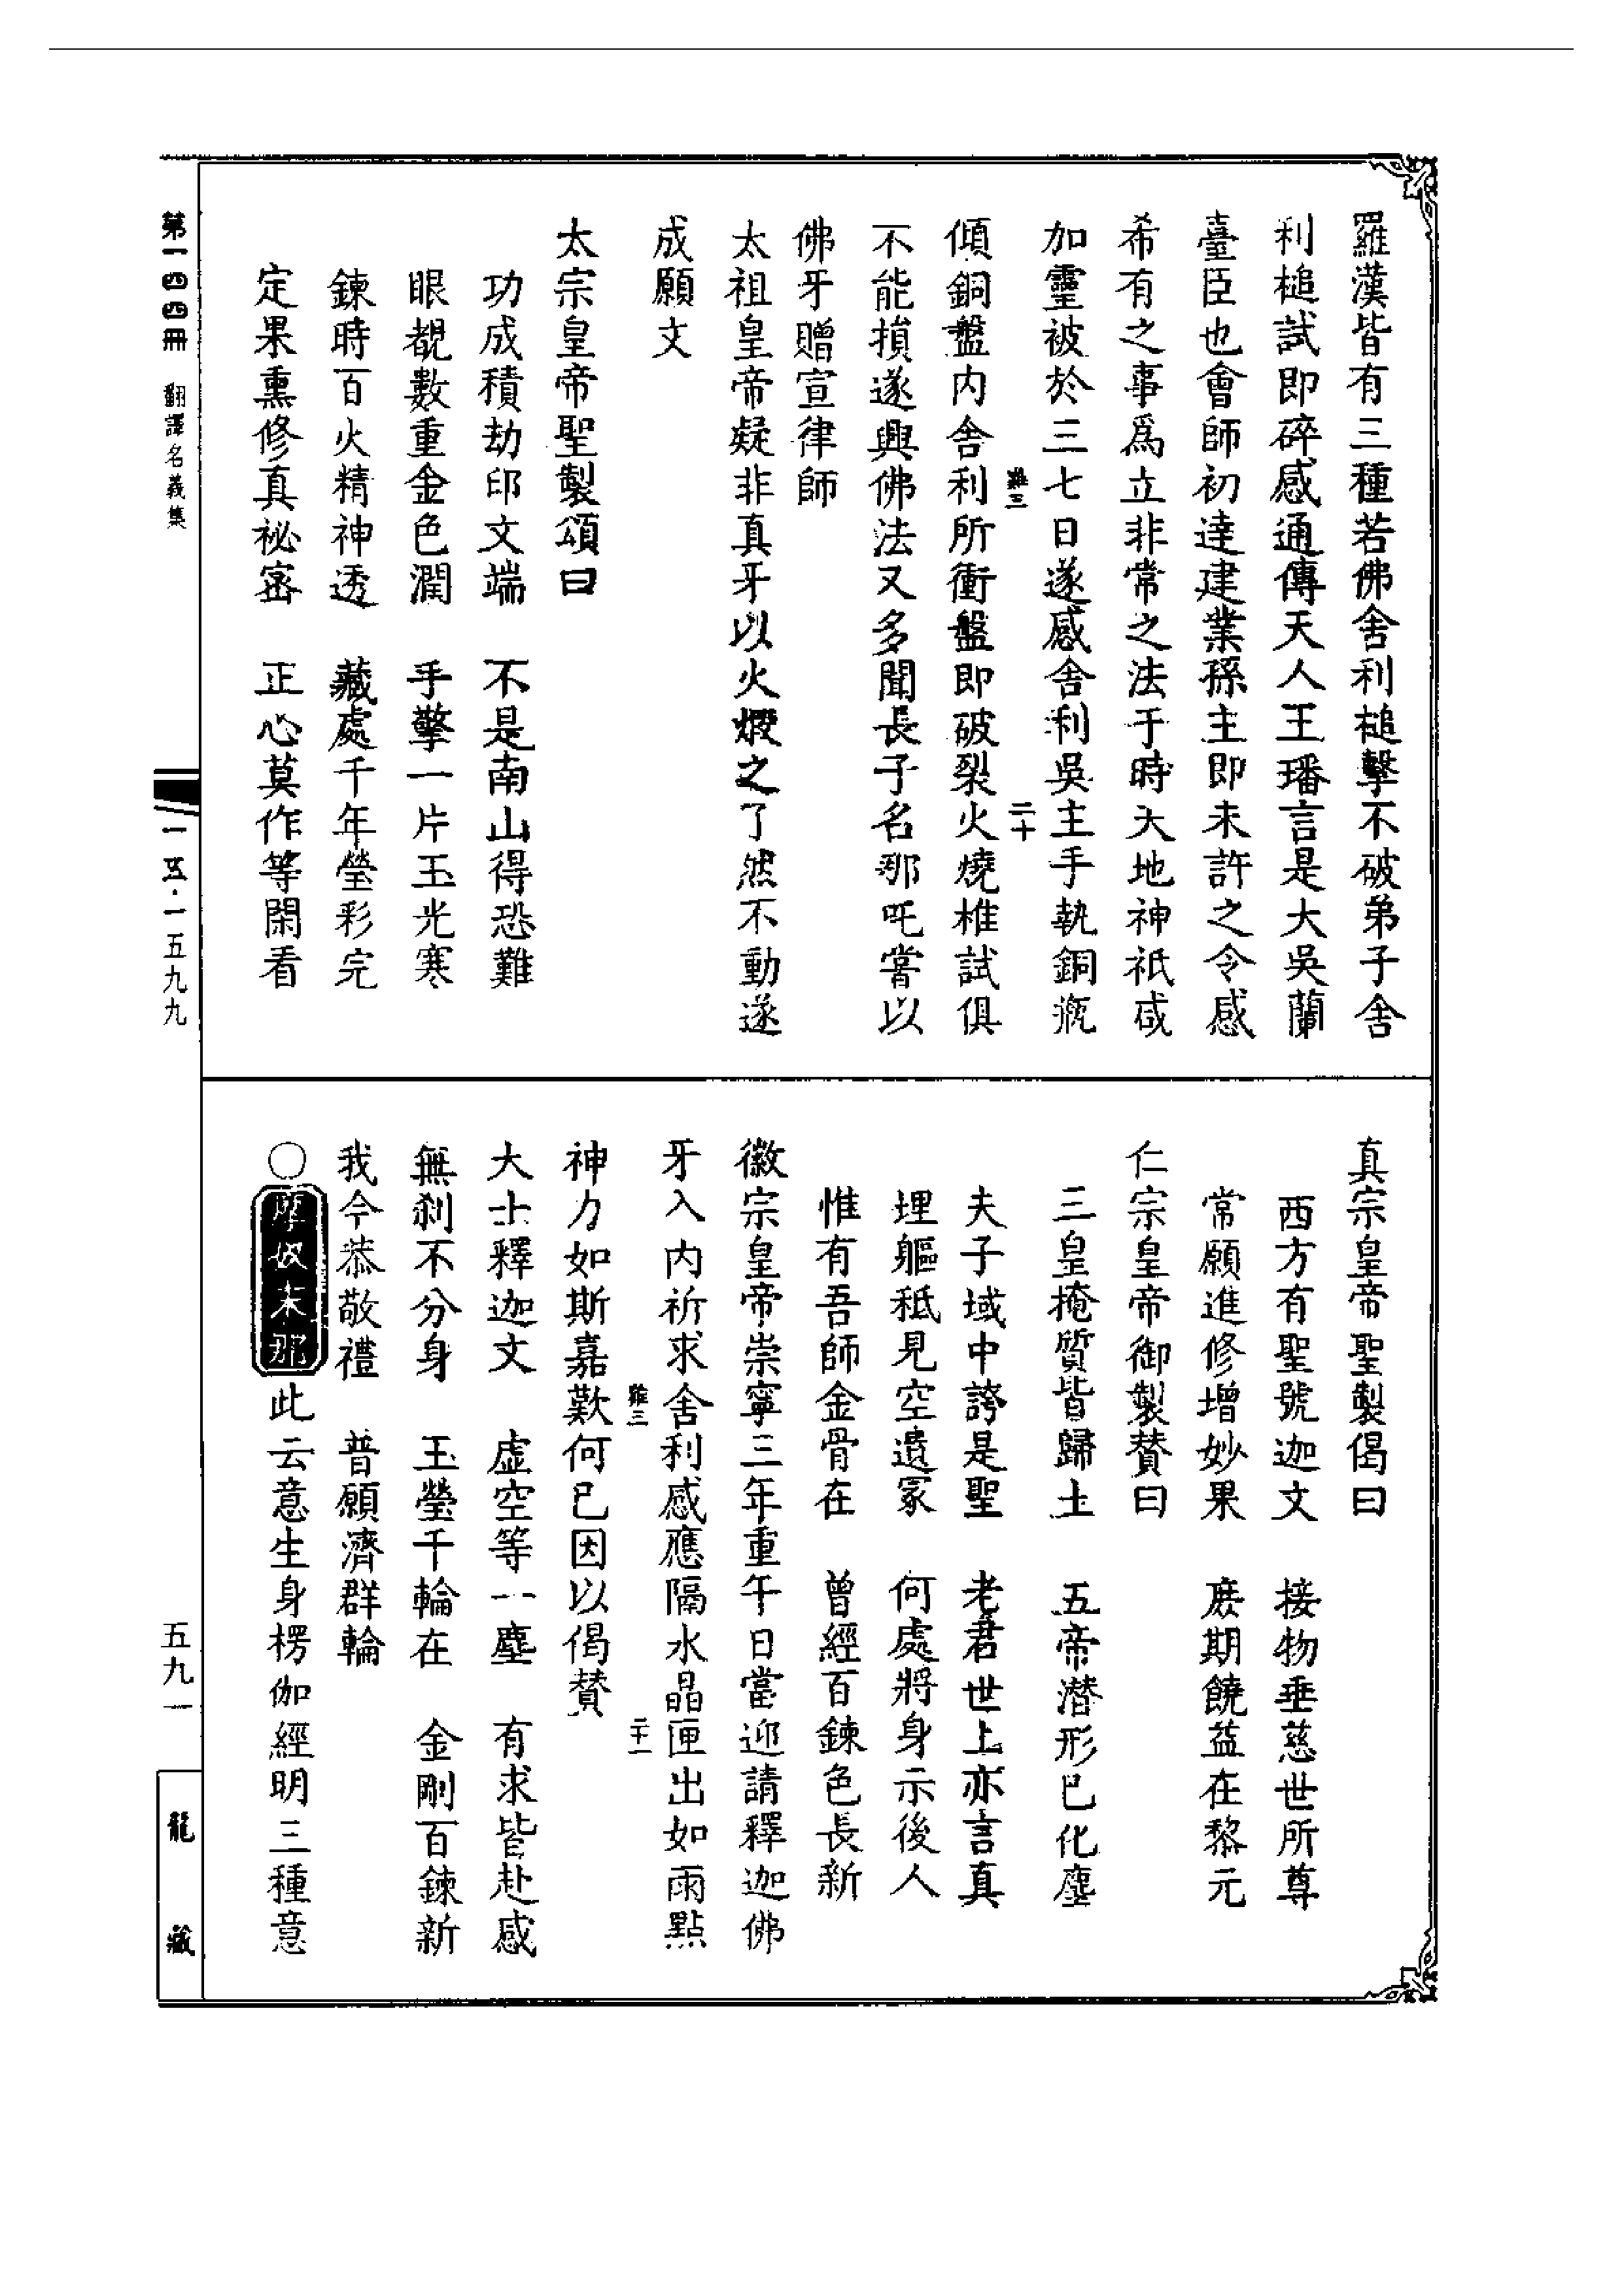 羅漢皆有三種若佛舍利槌擊不破弟子舍
利槌試即碎感通傳天人王璠言是大吳蘭
臺臣也會師初達建業孫主即未許之令感
希有之事爲立非常之法于時天地神祇咸
加靈被於三七日遂感舍利吳主手執銅瓶
雞三
二十
傾銅盤內舍利所衝盤即破裂火燒椎試俱
不能損遂興佛法又多聞長子名那吒嘗以
佛牙贈宣律師
太祖皇帝疑非真牙以火煅之了然不動遂
成願文
太宗皇帝聖製頌曰
功成積劫印文端　不是南山得恐難
眼覩數重金色潤　手擎一片玉光寒
鍊時百火精神透　藏處千年瑩彩完
定果熏修真祕密　正心莫作等閑看
真宗皇帝聖製偈曰
西方有聖號迦文　接物垂慈世所尊
常願進修增妙果　庶期饒益在黎元
仁宗皇帝御製贊曰
三皇掩質皆歸土　五帝潛形已化塵
夫子域中誇是聖　老君世上亦言真
埋軀秪見空遺冢　何處將身示後人
惟有吾師金骨在　曾經百鍊色長新
徽宗皇帝崇寧三年重午日當迎請釋迦佛
牙入內祈求舍利感應隔水晶匣出如雨點
雞三
二十一
神力如斯嘉歎何已因以偈贊
大士釋迦文　虛空等一塵　有求皆赴感
無剎不分身　玉瑩千輪在　金剛百鍊新
我今恭敬禮　普願濟群輪
○摩奴末那此云意生身楞伽經明三種意
第一四四冊　翻譯名義集
一一五·一五九九
五九一
龍藏